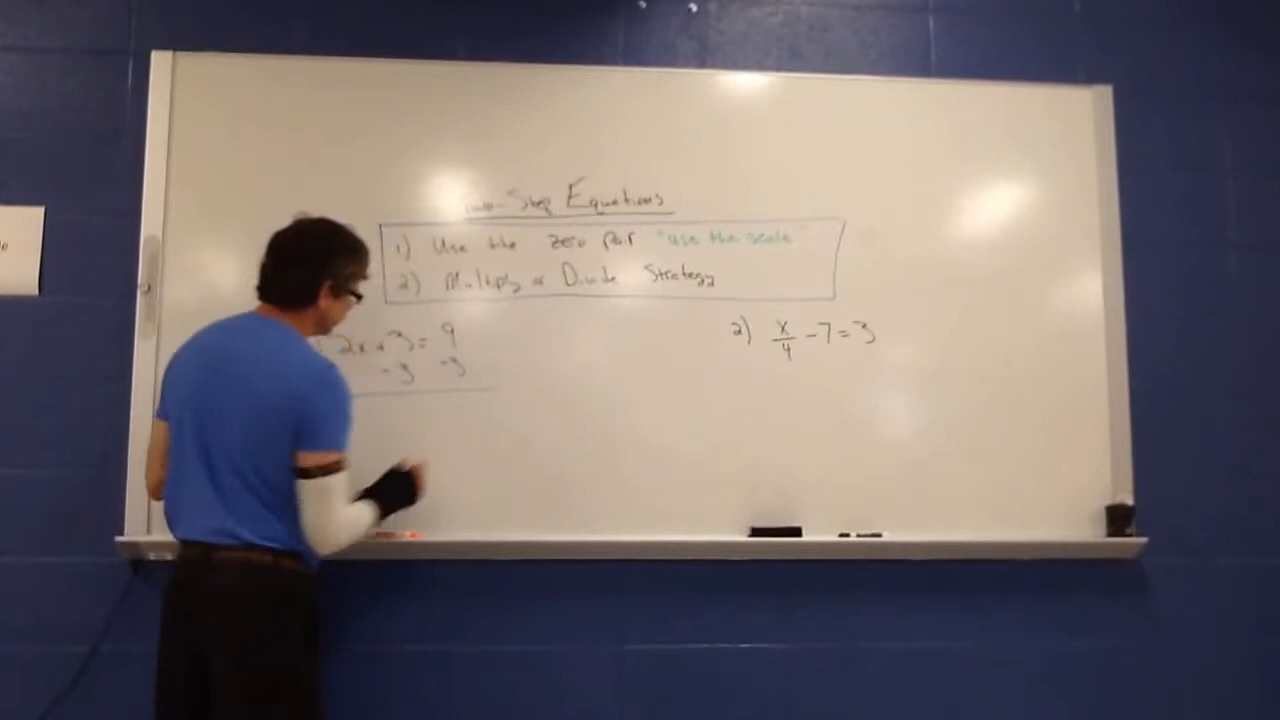 Two-Step Equations
1) Use the zero pair "use the scale"
2) Multiply or Divide Strategy
2x + 3 = 9
-3 -3
2) x/4 - 7 = 3